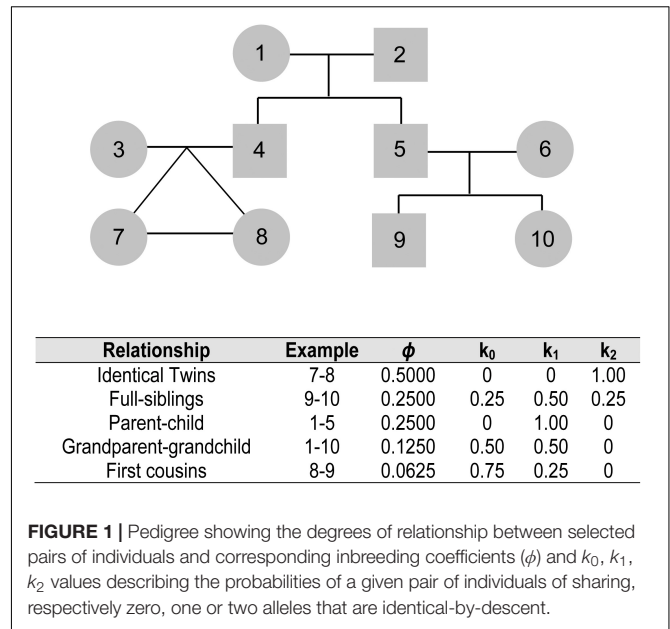 1 2
3 4 5 6
7 8 9 10
Relationship Example ϕ k₀ k₁ k₂
Identical Twins 7-8 0.5000 0 0 1.00
Full-siblings 9-10 0.2500 0.25 0.50 0.25
Parent-child 1-5 0.2500 0 1.00 0
Grandparent-grandchild 1-10 0.1250 0.50 0.50 0
First cousins 8-9 0.0625 0.75 0.25 0
FIGURE 1 | Pedigree showing the degrees of relationship between selected
pairs of individuals and corresponding inbreeding coefficients (ϕ) and k₀, k₁,
k₂ values describing the probabilities of a given pair of individuals of sharing,
respectively zero, one or two alleles that are identical-by-descent.